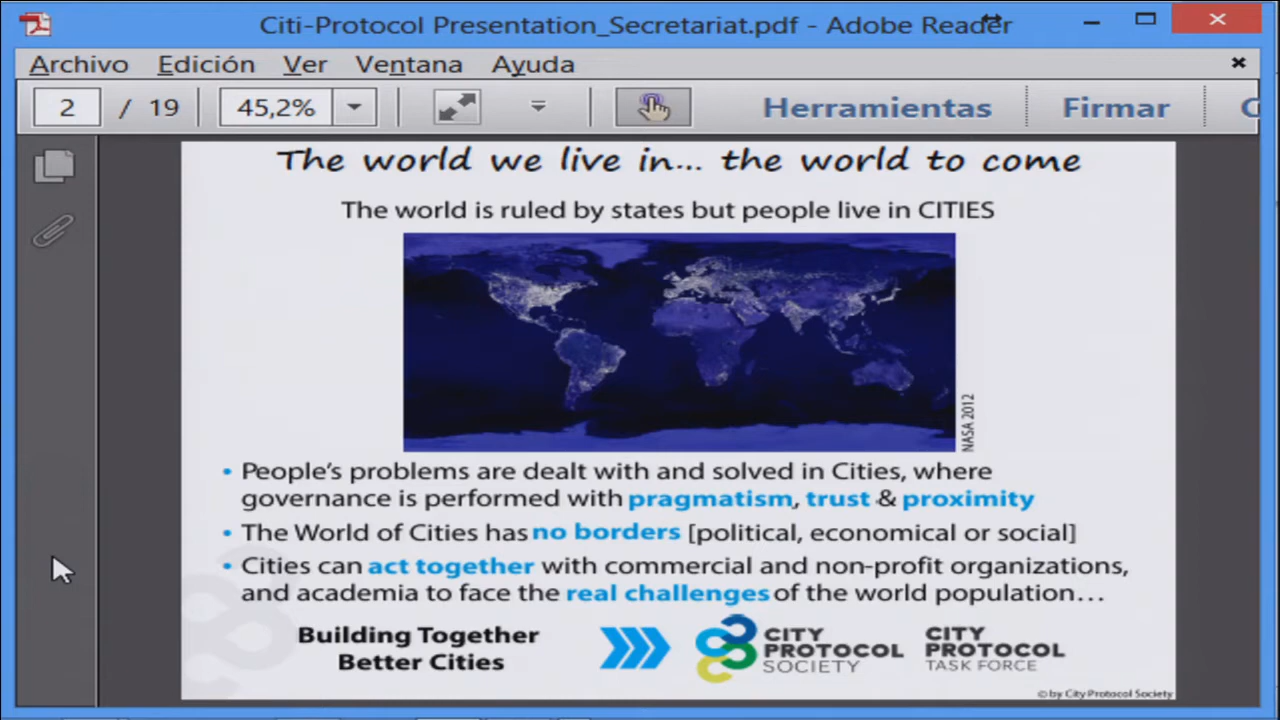 Citi-Protocol Presentation_Secretariat.pdf - Adobe Reader
Archivo Edición Ver Ventana Ayuda
2 / 19 45,2% Herramientas Firmar
The world we live in... the world to come
The world is ruled by states but people live in CITIES
NASA 2012
• People's problems are dealt with and solved in Cities, where
governance is performed with pragmatism, trust & proximity
• The World of Cities has no borders [political, economical or social]
• Cities can act together with commercial and non-profit organizations,
and academia to face the real challenges of the world population...
Building Together
Better Cities
CITY
PROTOCOL
SOCIETY
CITY
PROTOCOL
TASK FORCE
© by City Protocol Society